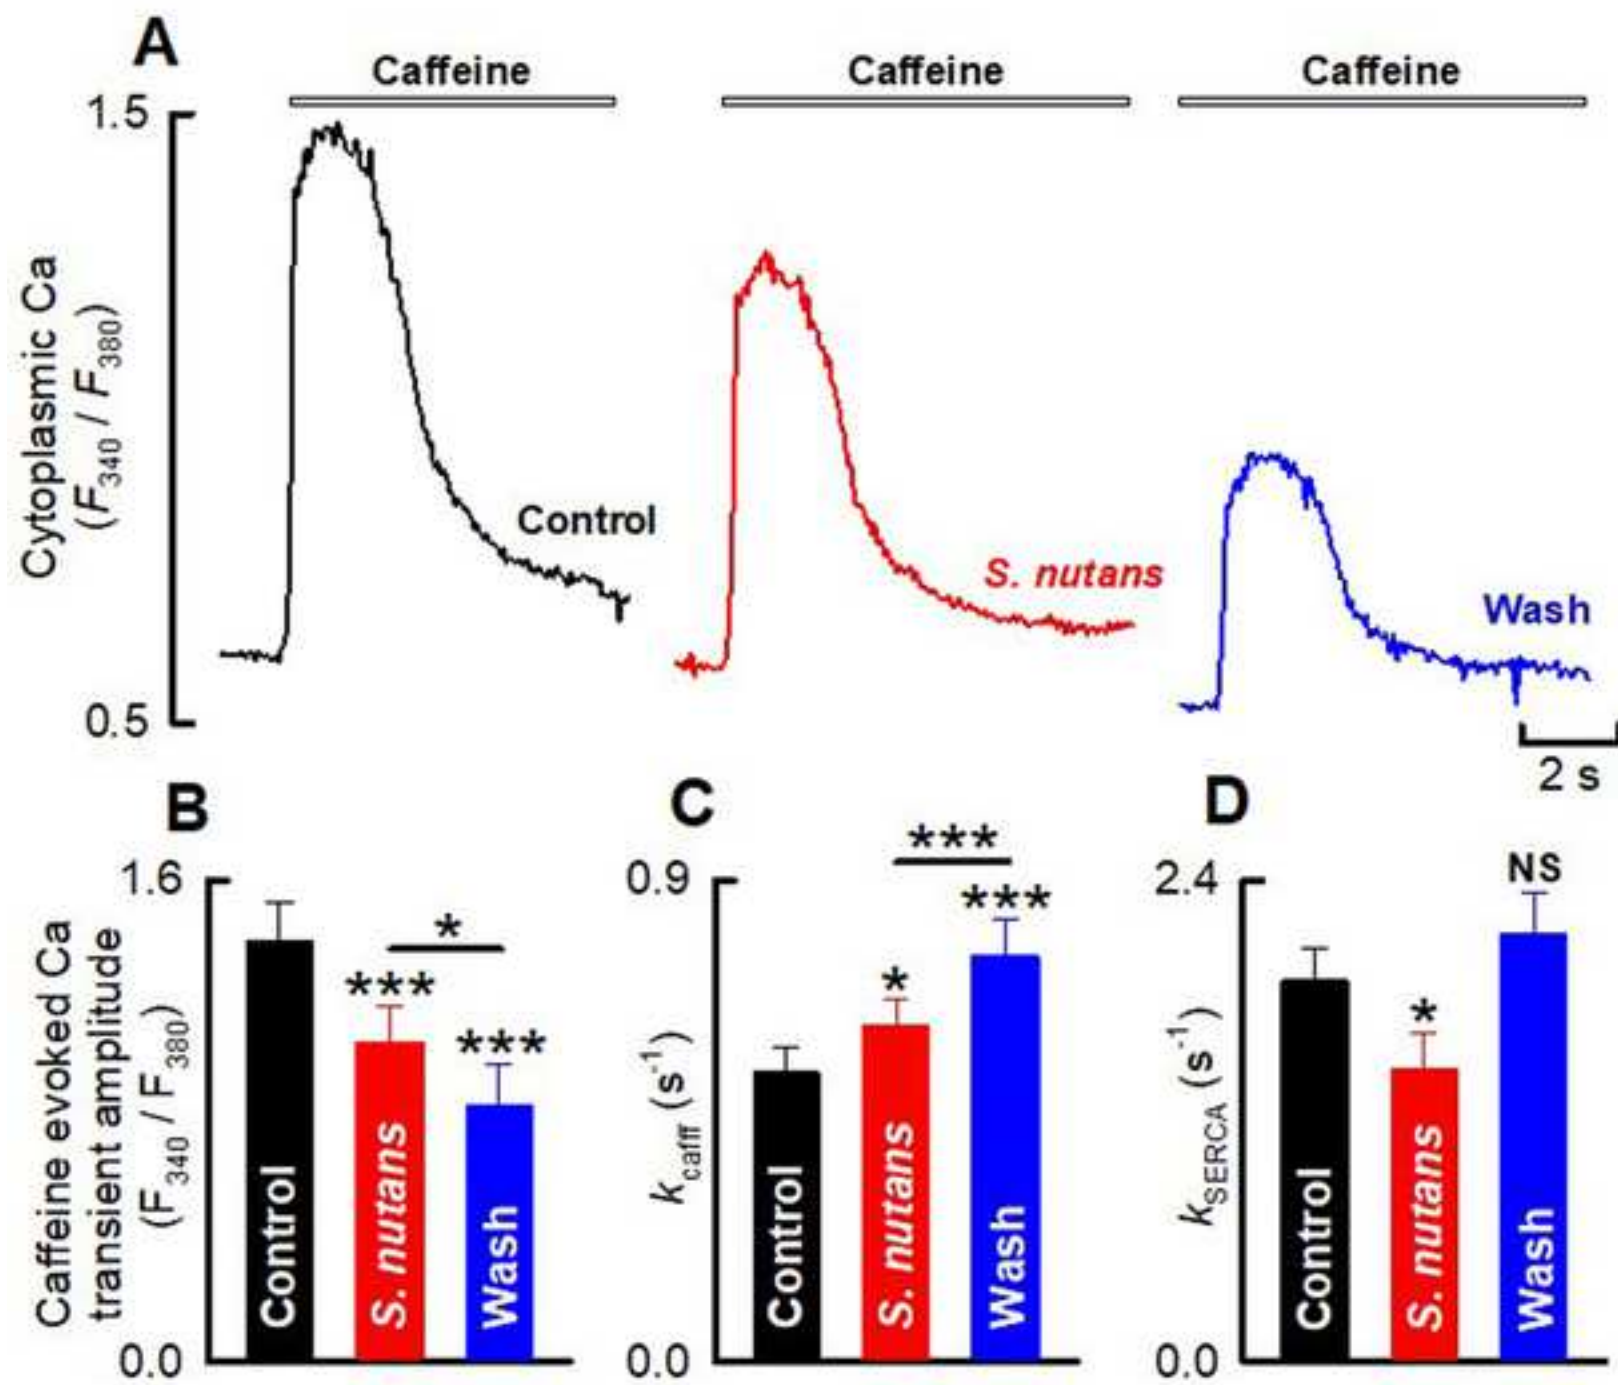 A
Caffeine Caffeine Caffeine
1.5
Cytoplasmic Ca
(F340 / F380)
Control
S. nutans
Wash
0.5
2 s
B
1.6
Caffeine evoked Ca
transient amplitude
(F340 / F380)
*
***
***
Control
S. nutans
Wash
0.0
C
***
0.9
***
*
kcaff (s-1)
Control
S. nutans
Wash
0.0
D
NS
2.4
*
kSERCA (s-1)
Control
S. nutans
Wash
0.0